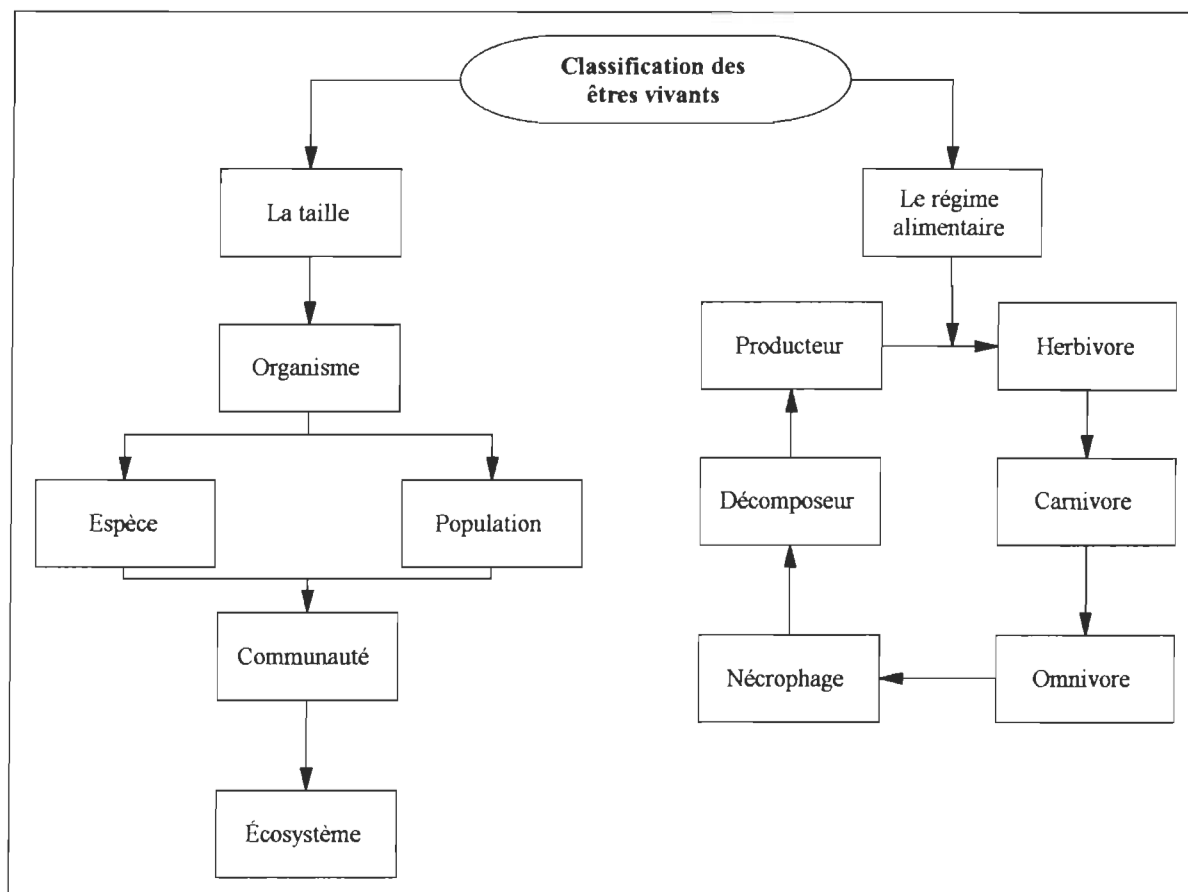 Classification des
êtres vivants
La taille
Le régime
alimentaire
Organisme
Producteur
Herbivore
Espèce
Population
Décomposeur
Carnivore
Communauté
Nécrophage
Omnivore
Écosystème